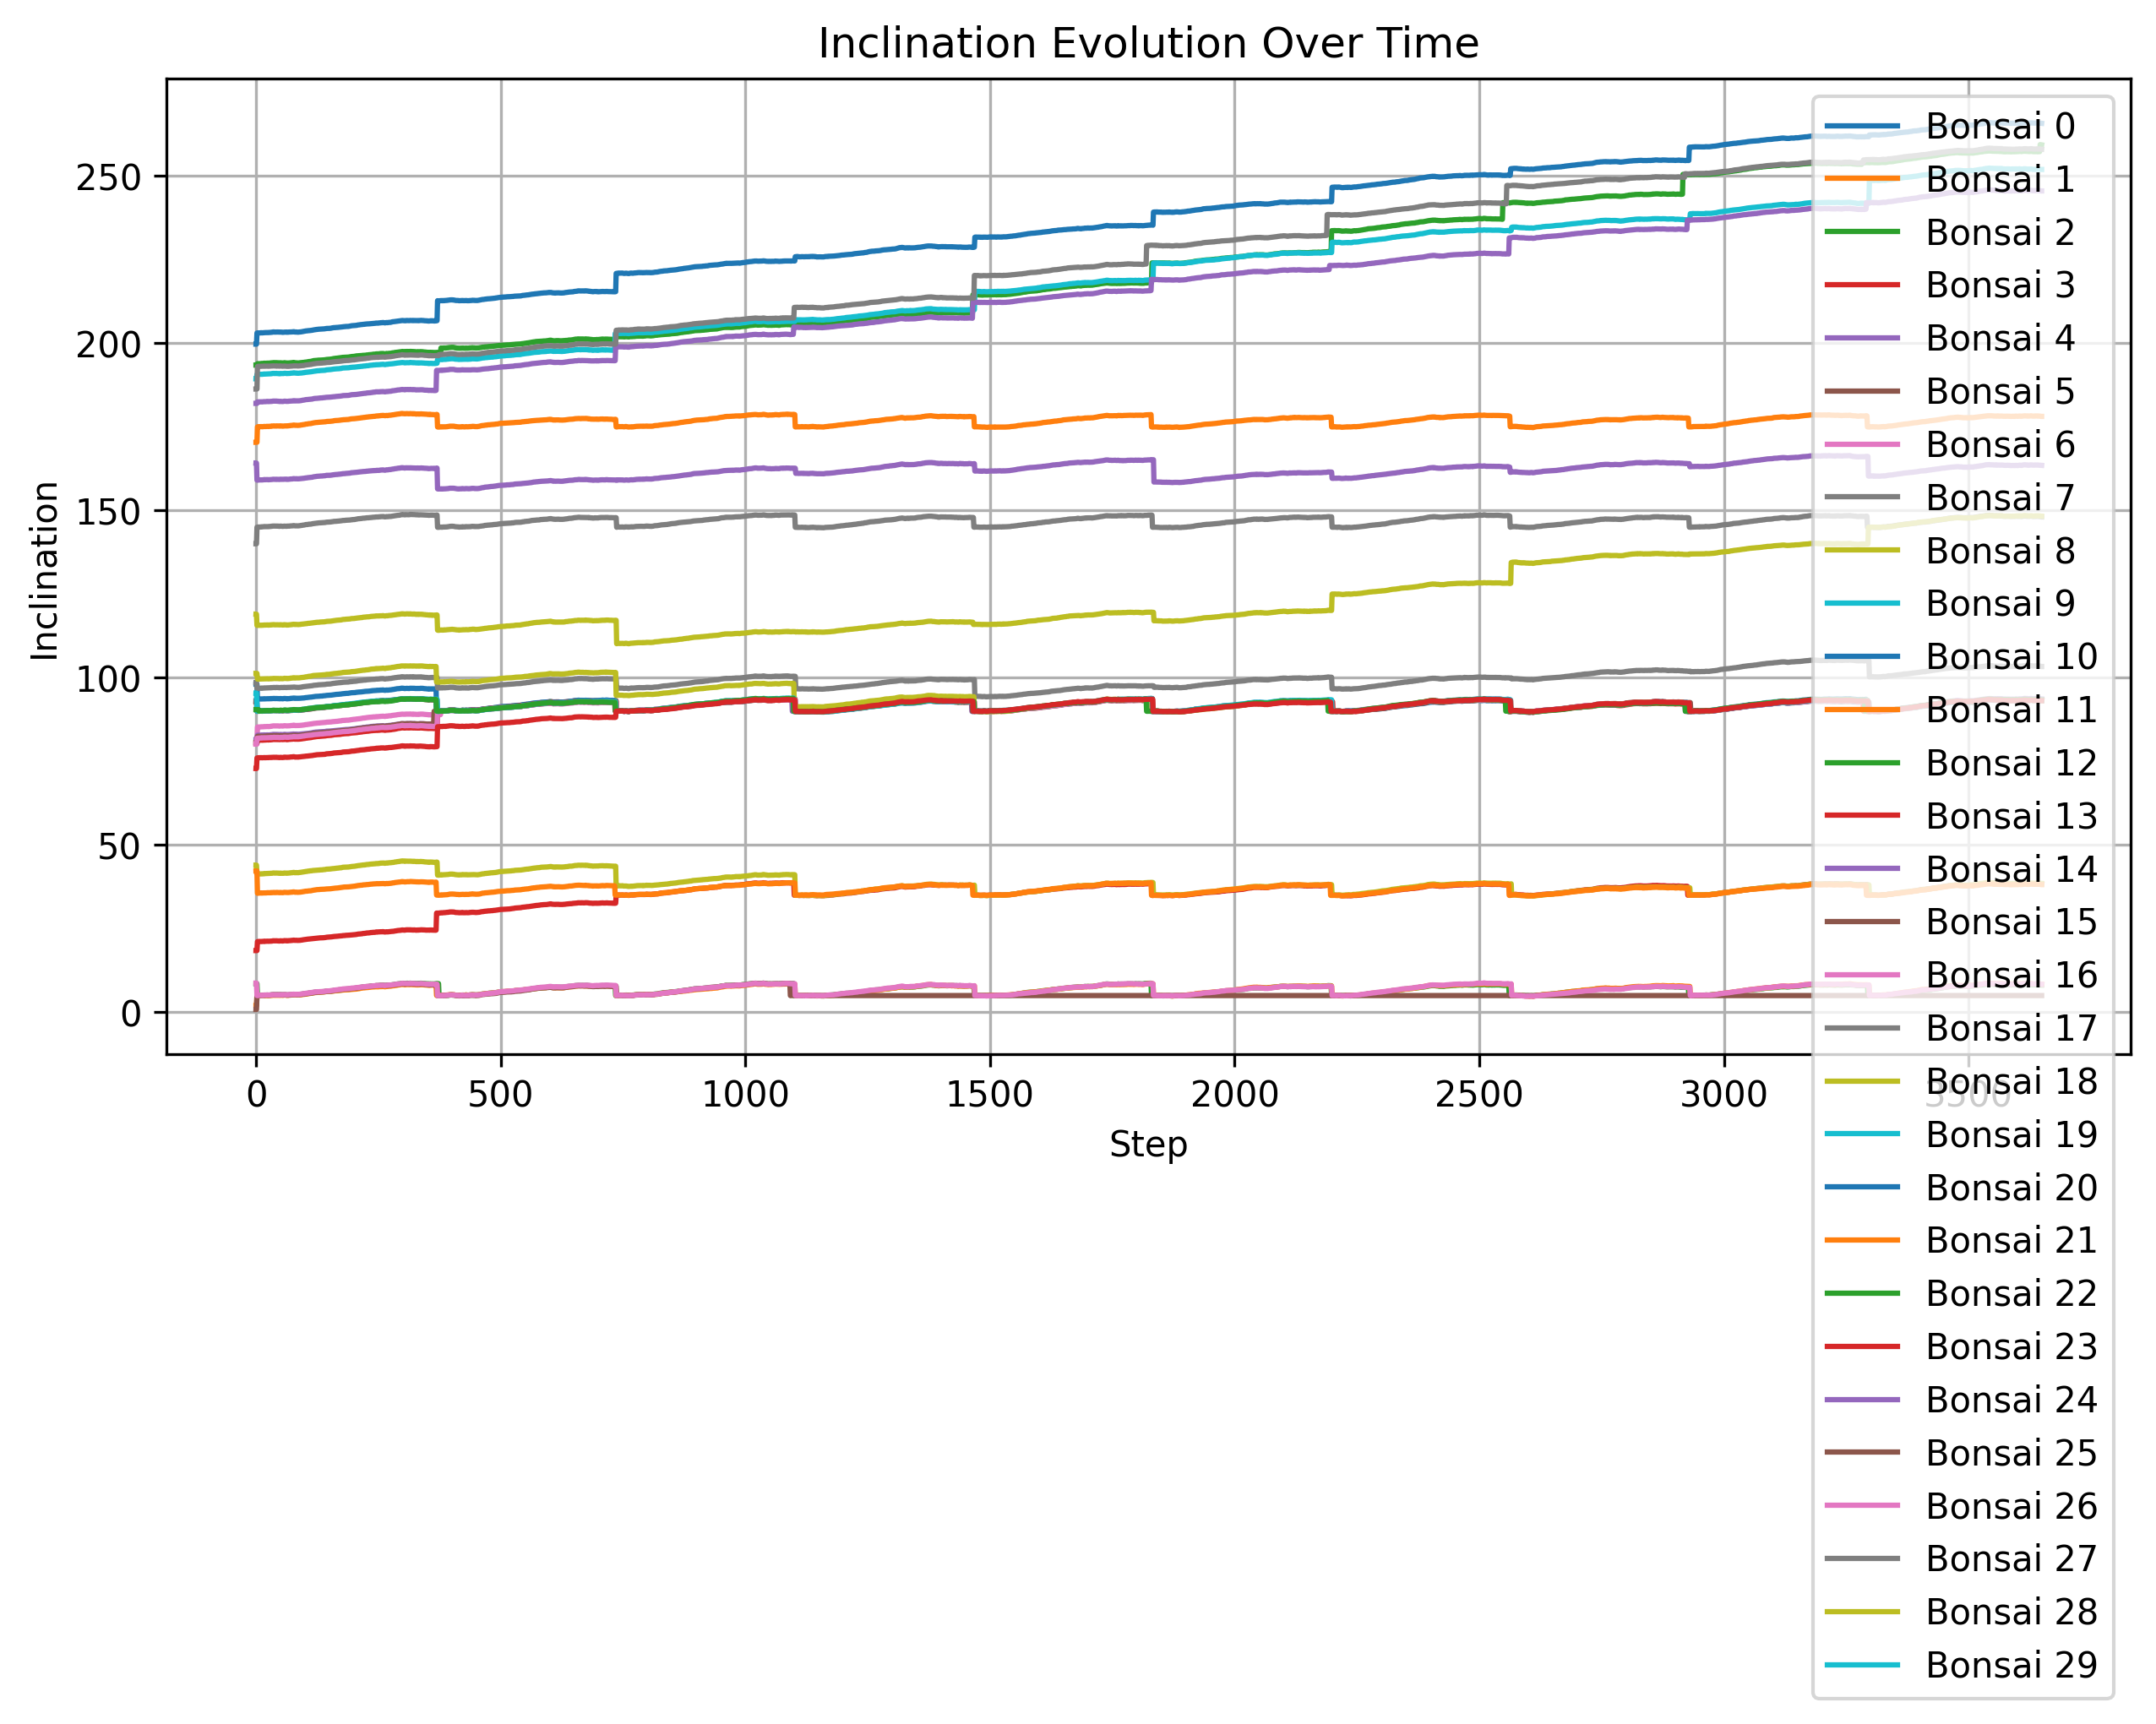 Inclination Evolution Over Time
Inclination
250
200
150
100
50
0
0
500
1000
1500
2000
2500
3000
3500
Step
Bonsai 0
Bonsai 1
Bonsai 2
Bonsai 3
Bonsai 4
Bonsai 5
Bonsai 6
Bonsai 7
Bonsai 8
Bonsai 9
Bonsai 10
Bonsai 11
Bonsai 12
Bonsai 13
Bonsai 14
Bonsai 15
Bonsai 16
Bonsai 17
Bonsai 18
Bonsai 19
Bonsai 20
Bonsai 21
Bonsai 22
Bonsai 23
Bonsai 24
Bonsai 25
Bonsai 26
Bonsai 27
Bonsai 28
Bonsai 29